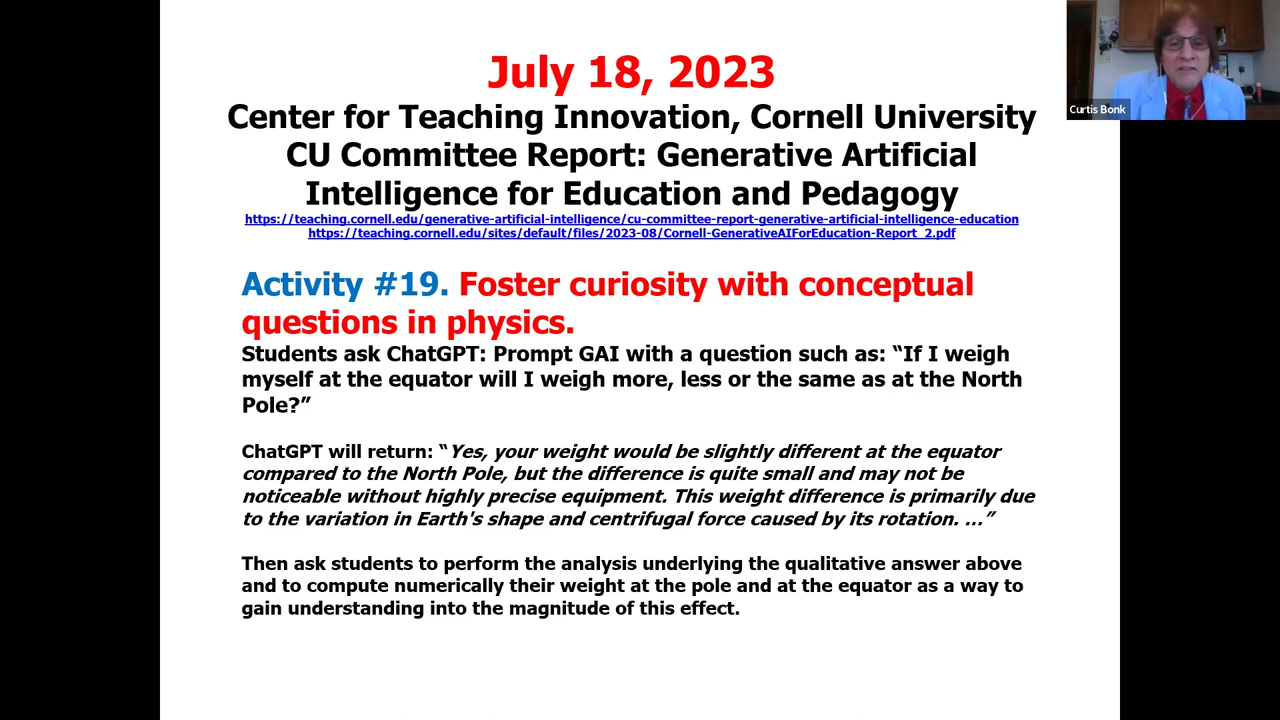 July 18, 2023
Center for Teaching Innovation, Cornell University
CU Committee Report: Generative Artificial
Intelligence for Education and Pedagogy
https://teaching.cornell.edu/generative-artificial-intelligence/cu-committee-report-generative-artificial-intelligence-education
https://teaching.cornell.edu/sites/default/files/2023-08/Cornell-GenerativeAIForEducation-Report_2.pdf
Curtis Bonk
Activity #19. Foster curiosity with conceptual
questions in physics.
Students ask ChatGPT: Prompt GAI with a question such as: “If I weigh
myself at the equator will I weigh more, less or the same as at the North
Pole?”
ChatGPT will return: “Yes, your weight would be slightly different at the equator
compared to the North Pole, but the difference is quite small and may not be
noticeable without highly precise equipment. This weight difference is primarily due
to the variation in Earth's shape and centrifugal force caused by its rotation. ...”
Then ask students to perform the analysis underlying the qualitative answer above
and to compute numerically their weight at the pole and at the equator as a way to
gain understanding into the magnitude of this effect.